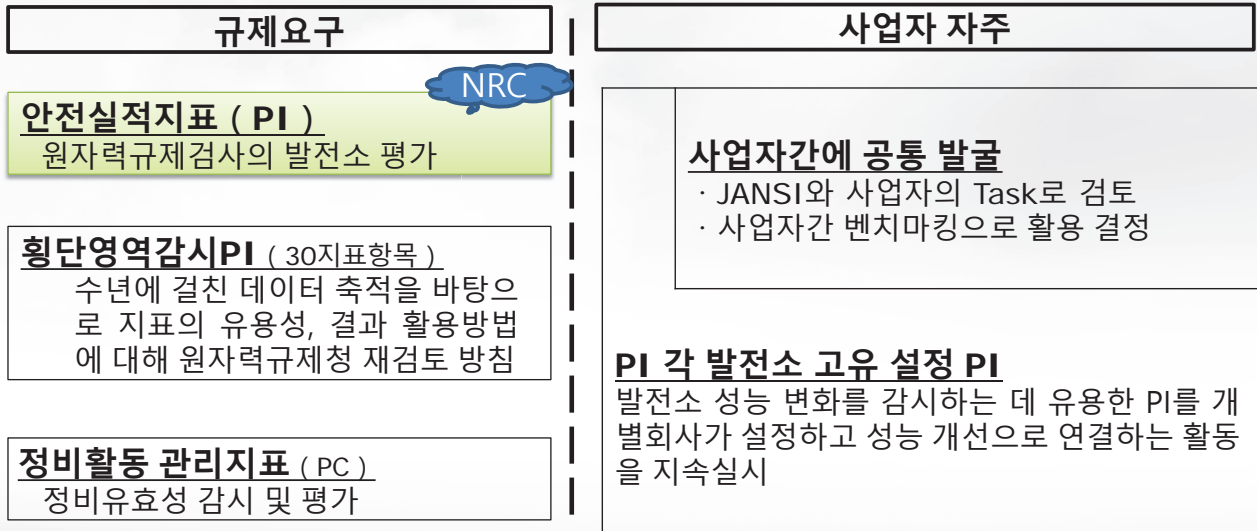 규제요구
NRC
안전실적지표 ( PI )
원자력규제검사의 발전소 평가
횡단영역감시PI ( 30지표항목 )
수년에 걸친 데이터 축적을 바탕으
로 지표의 유용성, 결과 활용방법
에 대해 원자력규제청 재검토 방침
정비활동 관리지표 ( PC )
정비유효성 감시 및 평가
사업자 자주
사업자간에 공통 발굴
· JANSI와 사업자의 Task로 검토
· 사업자간 벤치마킹으로 활용 결정
PI 각 발전소 고유 설정 PI
발전소 성능 변화를 감시하는 데 유용한 PI를 개
별회사가 설정하고 성능 개선으로 연결하는 활동
을 지속실시